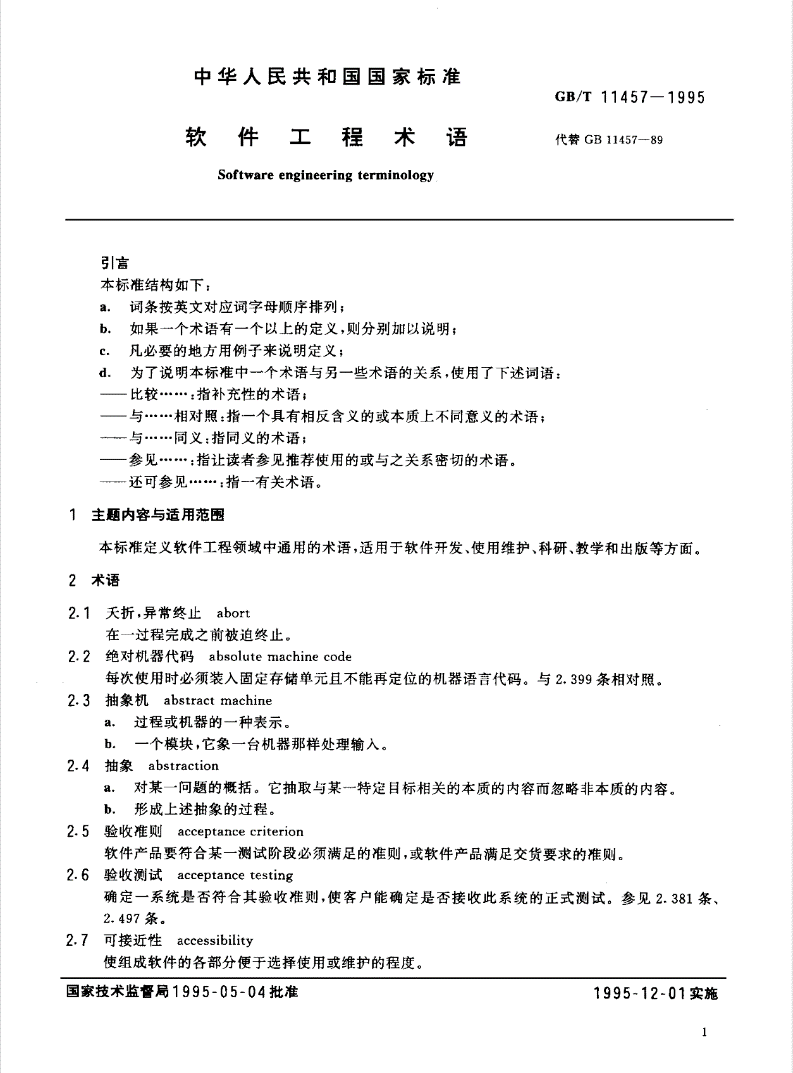 中华人民共和国国家标准
GB/T 11457—1995
软件工程术语
代替 GB 11457—89
Software engineering terminology
引言
本标准结构如下:
a. 词条按英文对应词字母顺序排列;
b. 如果一个术语有一个以上的定义,则分别加以说明;
c. 凡必要的地方用例子来说明定义;
d. 为了说明本标准中一个术语与另一些术语的关系,使用了下述词语:
——比较……:指补充性的术语;
——与……相对照:指一个具有相反含义的或本质上不同意义的术语;
——与……同义:指同义的术语;
——参见……:指让读者参见推荐使用的或与之关系密切的术语。
——还可参见……:指一有关术语。
1 主题内容与适用范围
本标准定义软件工程领域中通用的术语,适用于软件开发、使用维护、科研、教学和出版等方面。
2 术语
2.1 夭折,异常终止 abort
在一过程完成之前被迫终止。
2.2 绝对机器代码 absolute machine code
每次使用时必须装入固定存储单元且不能再定位的机器语言代码。与 2.399 条相对照。
2.3 抽象机 abstract machine
a. 过程或机器的一种表示。
b. 一个模块,它象一台机器那样处理输入。
2.4 抽象 abstraction
a. 对某一问题的概括。它抽取与某一特定目标相关的本质的内容而忽略非本质的内容。
b. 形成上述抽象的过程。
2.5 验收准则 acceptance criterion
软件产品要符合某一测试阶段必须满足的准则,或软件产品满足交货要求的准则。
2.6 验收测试 acceptance testing
确定一系统是否符合其验收准则,使客户能确定是否接收此系统的正式测试。参见 2.381 条、
2.497 条。
2.7 可接近性 accessibility
使组成软件的各部分便于选择使用或维护的程度。
国家技术监督局1995-05-04批准
1995-12-01实施
1